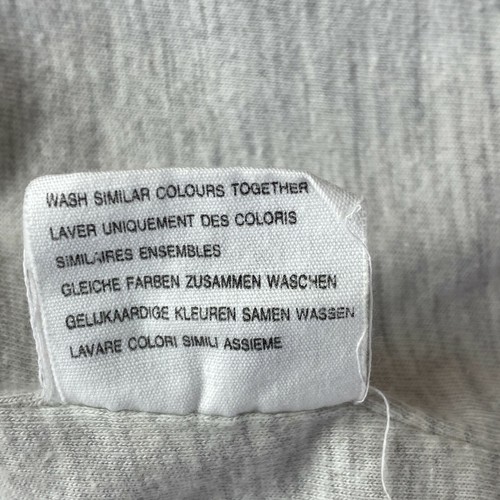 WASH SIMILAR COLOURS TOGETHER
LAVER UNIQUEMENT DES COLORIS
SIMILAIRES ENSEMBLES
GLEICHE FARBEN ZUSAMMEN WASCHEN
GELIJKAARDIGE KLEUREN SAMEN WASSEN
LAVARE COLORI SIMILI ASSIEME